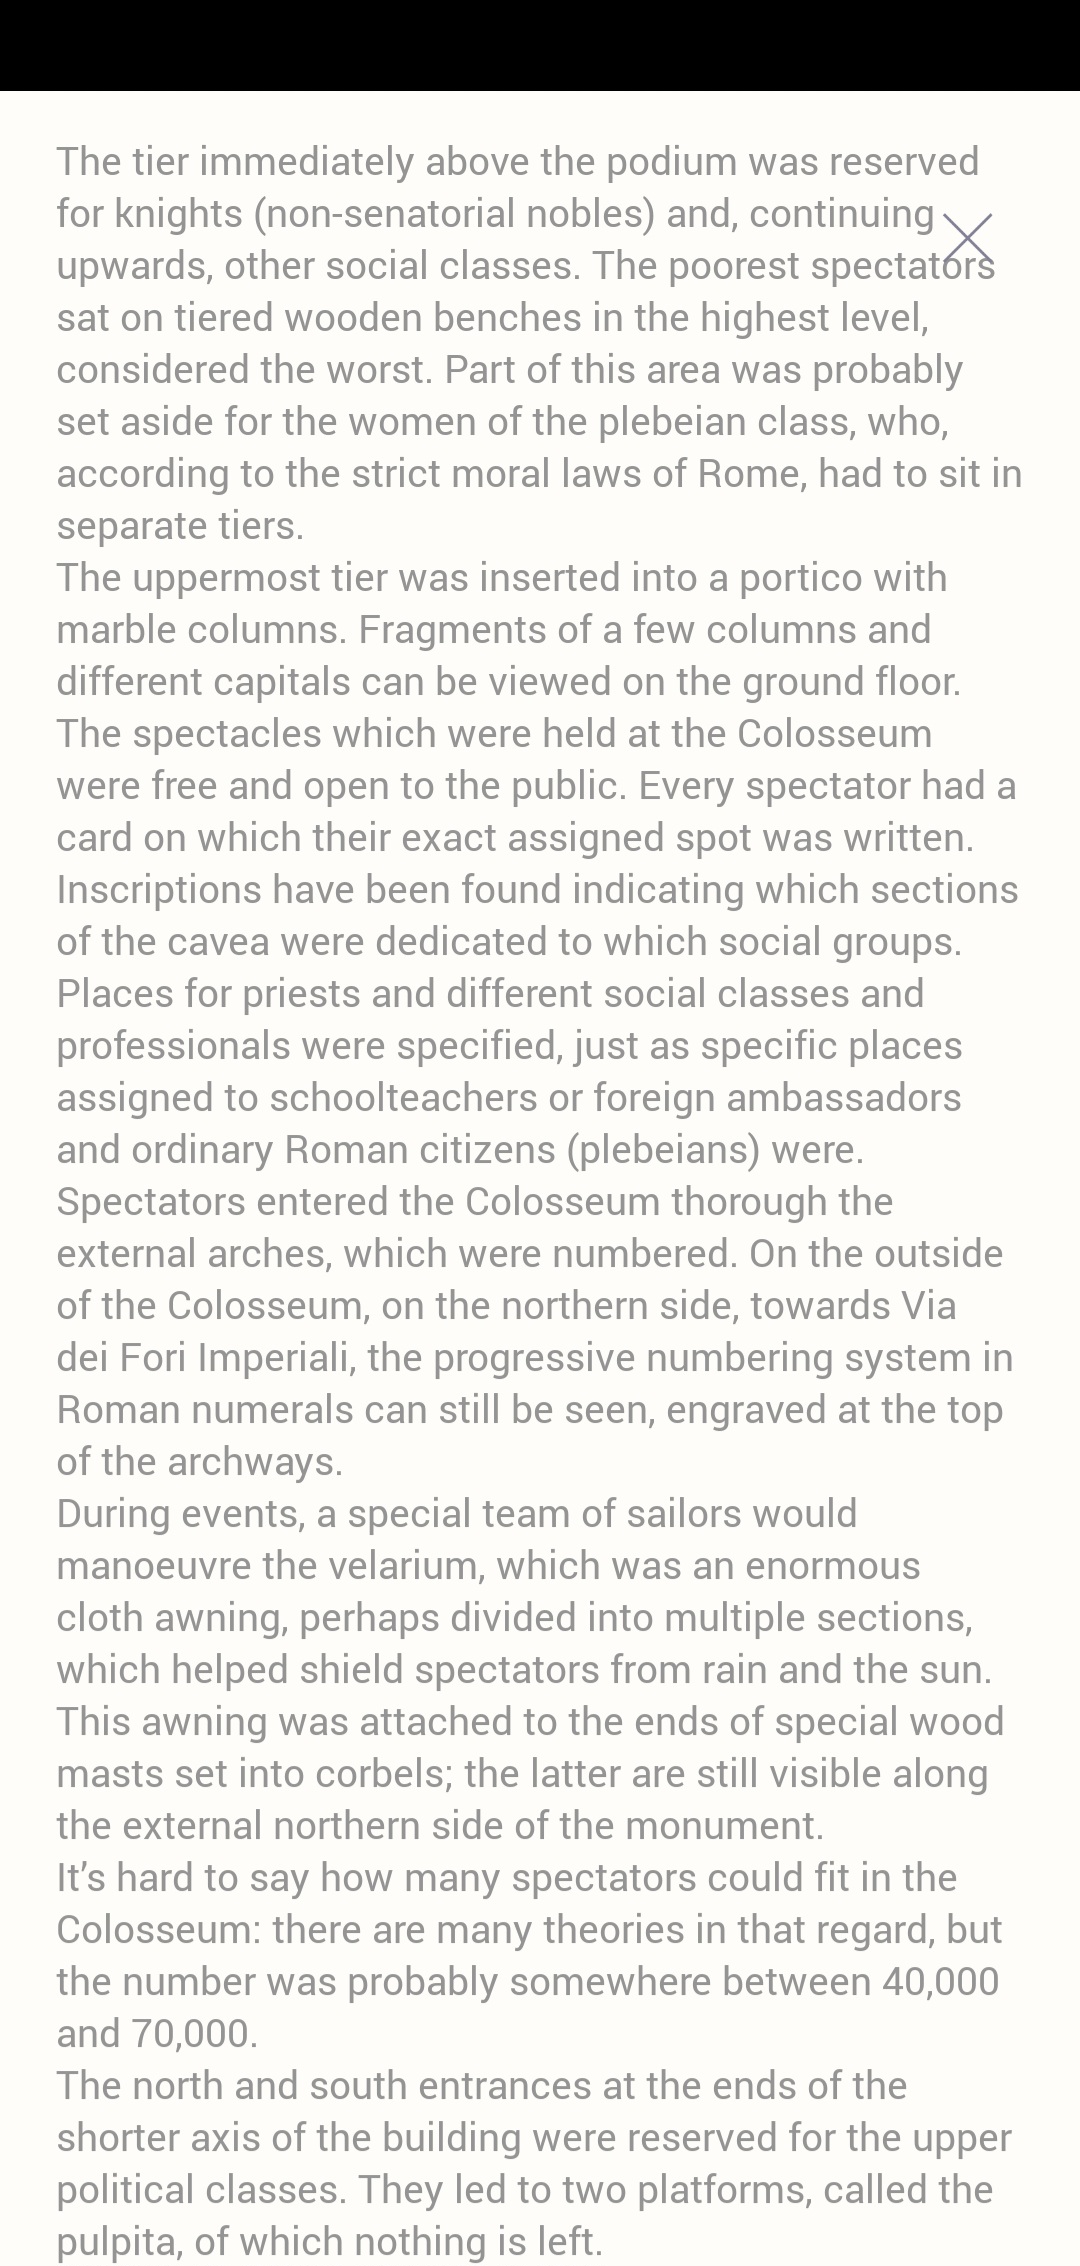 The tier immediately above the podium was reserved
for knights (non-senatorial nobles) and, continuing
upwards, other social classes. The poorest spectators
sat on tiered wooden benches in the highest level,
considered the worst. Part of this area was probably
set aside for the women of the plebeian class, who,
according to the strict moral laws of Rome, had to sit in
separate tiers.
The uppermost tier was inserted into a portico with
marble columns. Fragments of a few columns and
different capitals can be viewed on the ground floor.
The spectacles which were held at the Colosseum
were free and open to the public. Every spectator had a
card on which their exact assigned spot was written.
Inscriptions have been found indicating which sections
of the cavea were dedicated to which social groups.
Places for priests and different social classes and
professionals were specified, just as specific places
assigned to schoolteachers or foreign ambassadors
and ordinary Roman citizens (plebeians) were.
Spectators entered the Colosseum thorough the
external arches, which were numbered. On the outside
of the Colosseum, on the northern side, towards Via
dei Fori Imperiali, the progressive numbering system in
Roman numerals can still be seen, engraved at the top
of the archways.
During events, a special team of sailors would
manoeuvre the velarium, which was an enormous
cloth awning, perhaps divided into multiple sections,
which helped shield spectators from rain and the sun.
This awning was attached to the ends of special wood
masts set into corbels; the latter are still visible along
the external northern side of the monument.
It’s hard to say how many spectators could fit in the
Colosseum: there are many theories in that regard, but
the number was probably somewhere between 40,000
and 70,000.
The north and south entrances at the ends of the
shorter axis of the building were reserved for the upper
political classes. They led to two platforms, called the
pulpita, of which nothing is left.